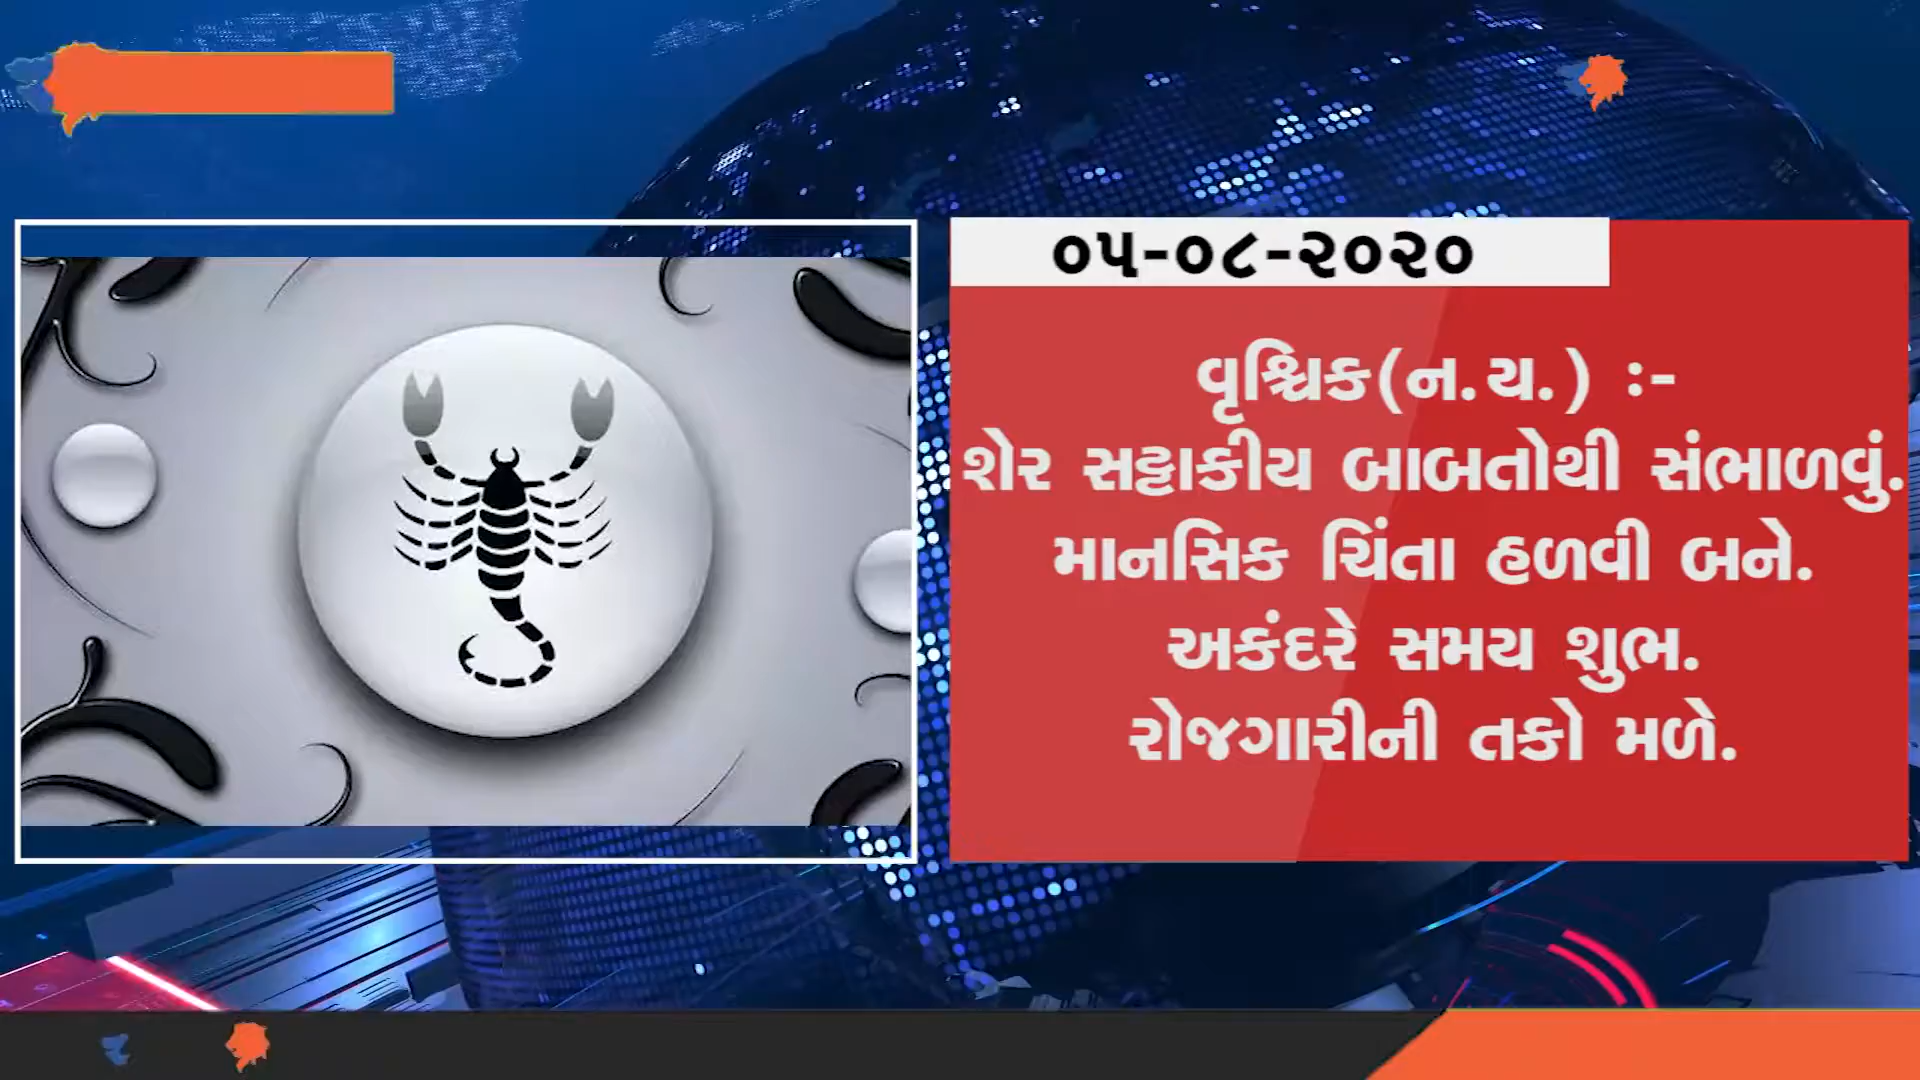 ૦૫-૦૮-૨૦૨૦
વૃશ્ચિક(ન.ય.) :-
શેર સટ્ટાકીય બાબતોથી સંભાળવું.
માનસિક ચિંતા હળવી બને.
અકંદરે સમય શુભ.
રોજગારીની તકો મળે.